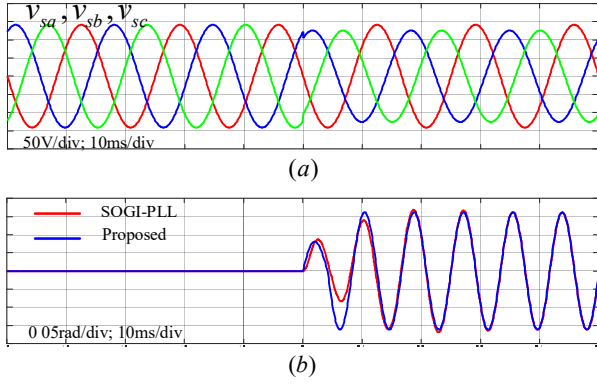 v_sa, v_sb, v_sc
50V/div; 10ms/div
(a)
SOGI-PLL
Proposed
0 05rad/div; 10ms/div
(b)